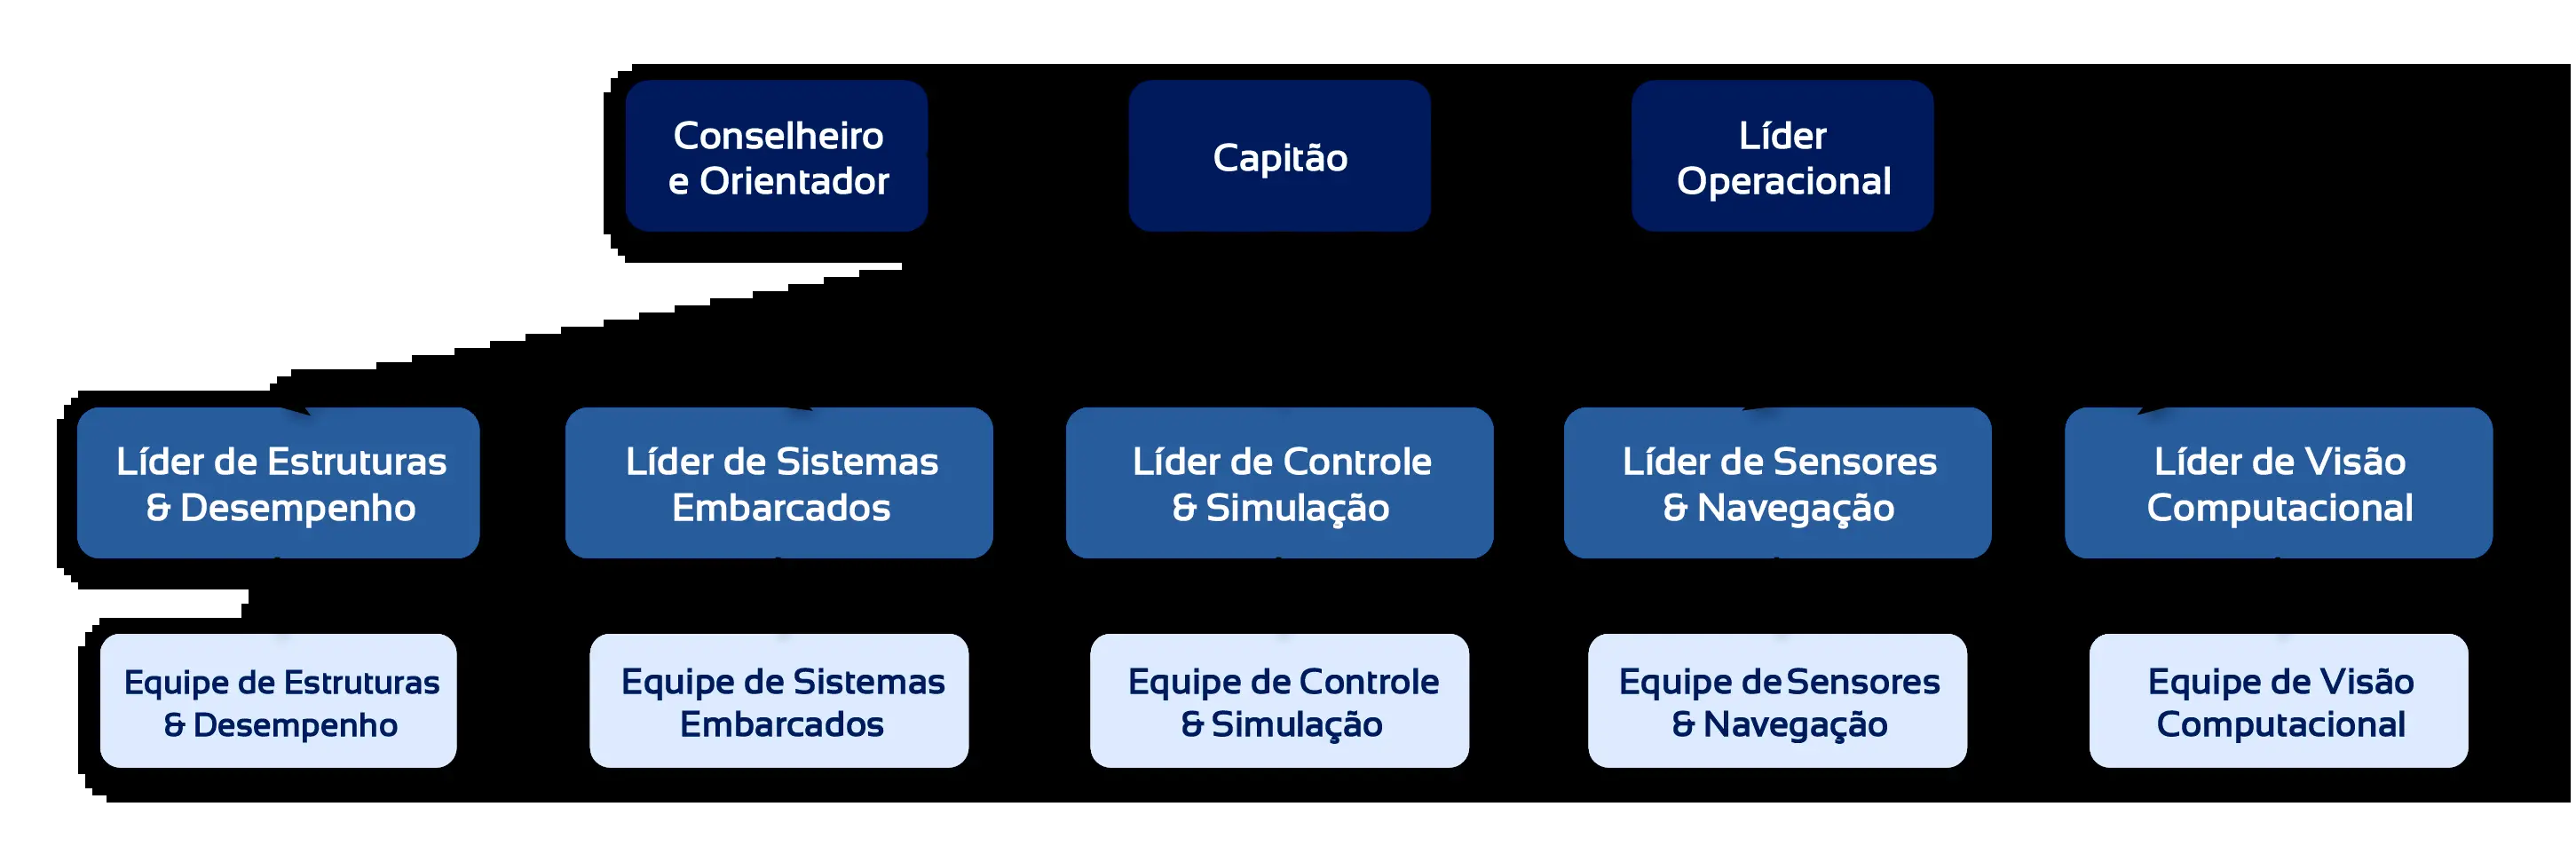 Conselheiro
e Orientador
Capitão
Líder
Operacional
Líder de Estruturas
& Desempenho
Líder de Sistemas
Embarcados
Líder de Controle
& Simulação
Líder de Sensores
& Navegação
Líder de Visão
Computacional
Equipe de Estruturas
& Desempenho
Equipe de Sistemas
Embarcados
Equipe de Controle
& Simulação
Equipe de Sensores
& Navegação
Equipe de Visão
Computacional